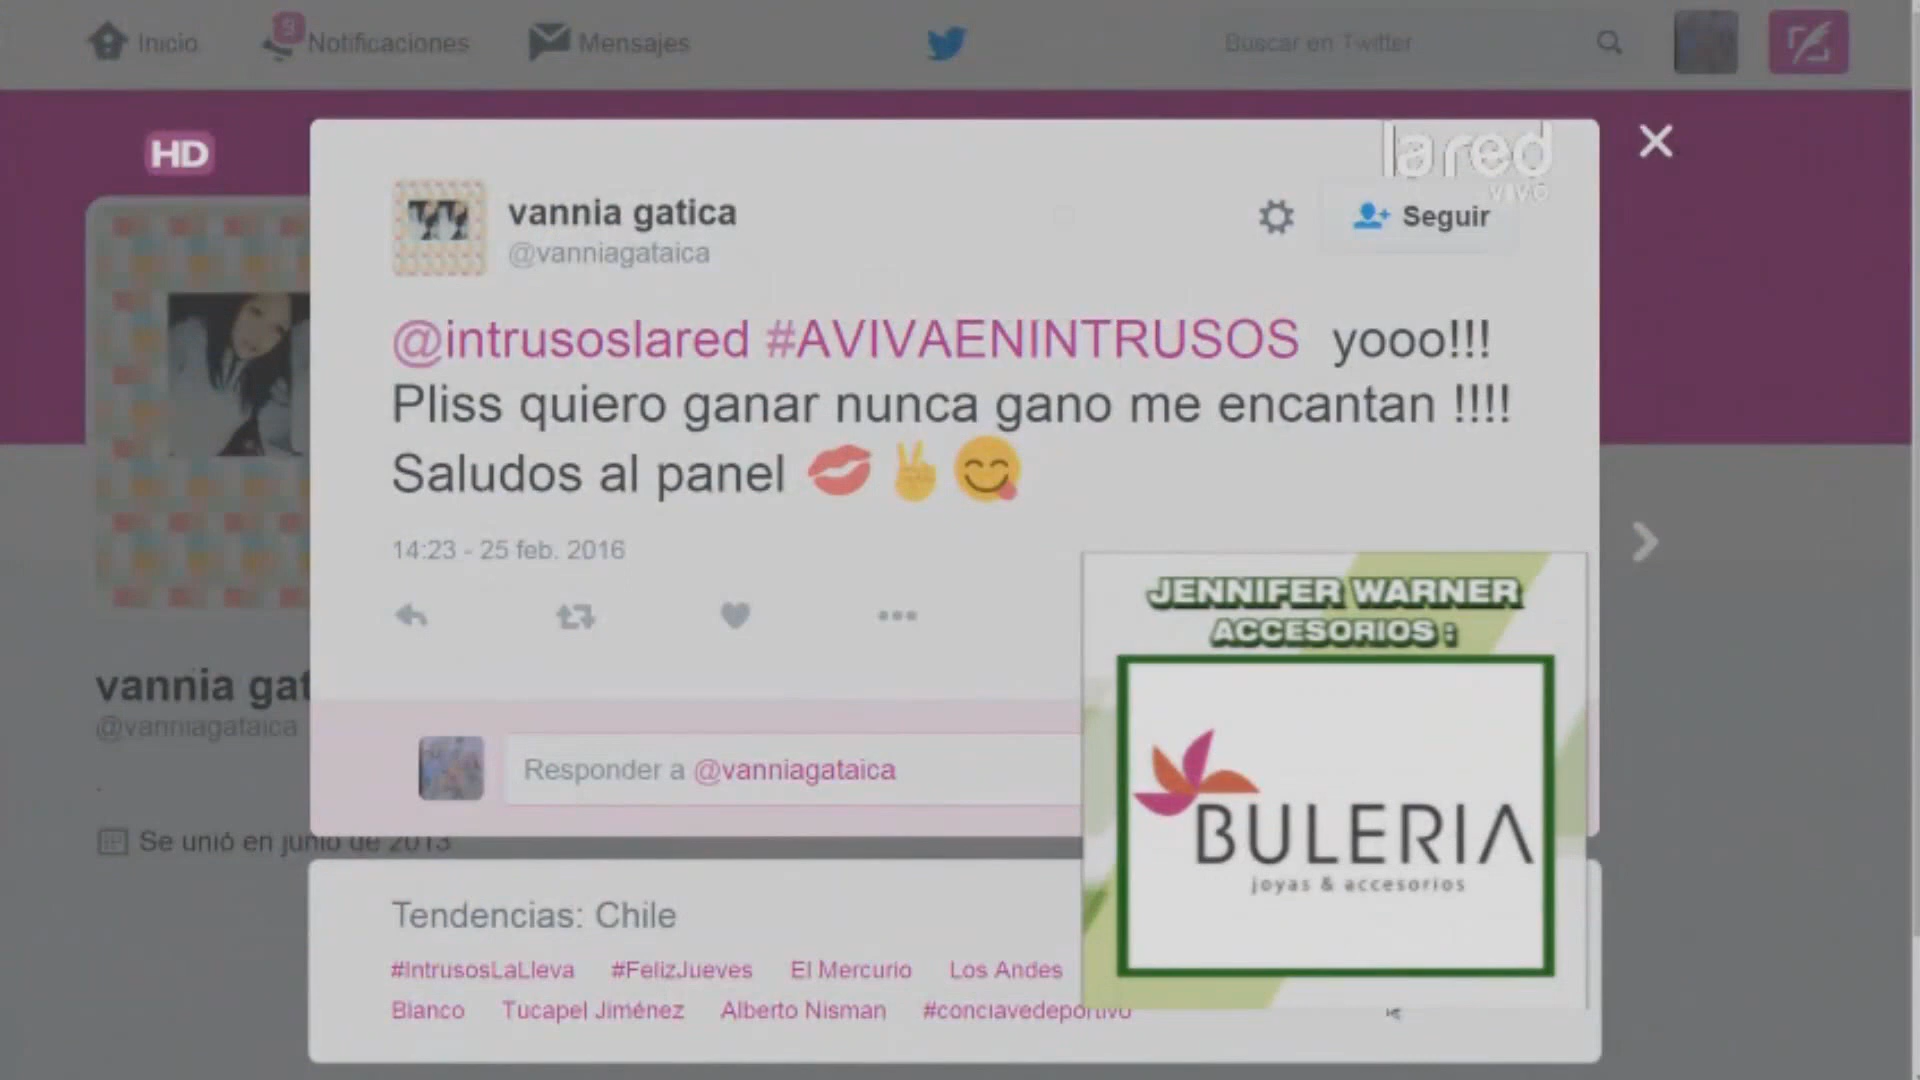 Inicio
9
Notificaciones
Mensajes
Buscar en Twitter
HD
la red
vivo
vannia gatica
@vanniagataica
Seguir
@intrusoslared #AVIVAENINTRUSOS yooo!!!
Pliss quiero ganar nunca gano me encantan !!!!
Saludos al panel
14:23 - 25 feb. 2016
vannia gat
@vanniagataica
Se unió en junio de 2013
Responder a @vanniagataica
JENNIFER WARNER
ACCESORIOS :
BULERIA
joyas & accesorios
Tendencias: Chile
#IntrusosLaLleva #FelizJueves El Mercurio Los Andes
Blanco Tucapel Jiménez Alberto Nisman #conclavedeportivo